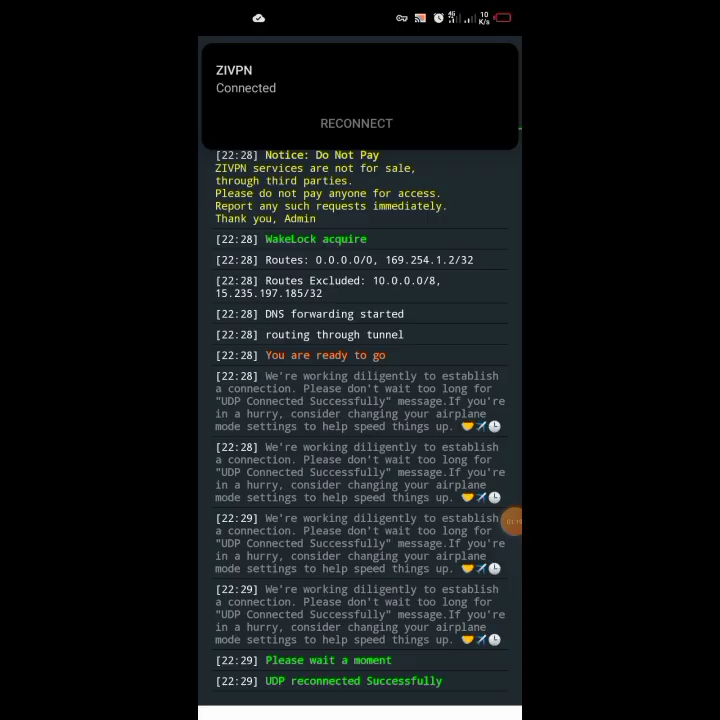 4G
10
K/s
ZIVPN
Connected
RECONNECT
[22:28] Notice: Do Not Pay
ZIVPN services are not for sale,
through third parties.
Please do not pay anyone for access.
Report any such requests immediately.
Thank you, Admin
[22:28] WakeLock acquire
[22:28] Routes: 0.0.0.0/0, 169.254.1.2/32
[22:28] Routes Excluded: 10.0.0.0/8,
15.235.197.185/32
[22:28] DNS forwarding started
[22:28] routing through tunnel
[22:28] You are ready to go
[22:28] We're working diligently to establish
a connection. Please don't wait too long for
"UDP Connected Successfully" message.If you're
in a hurry, consider changing your airplane
mode settings to help speed things up. 🤝✈️🕒
[22:28] We're working diligently to establish
a connection. Please don't wait too long for
"UDP Connected Successfully" message.If you're
in a hurry, consider changing your airplane
mode settings to help speed things up. 🤝✈️🕒
[22:29] We're working diligently to establish
a connection. Please don't wait too long for
"UDP Connected Successfully" message.If you're
in a hurry, consider changing your airplane
mode settings to help speed things up. 🤝✈️🕒
[22:29] We're working diligently to establish
a connection. Please don't wait too long for
"UDP Connected Successfully" message.If you're
in a hurry, consider changing your airplane
mode settings to help speed things up. 🤝✈️🕒
[22:29] Please wait a moment
[22:29] UDP reconnected Successfully